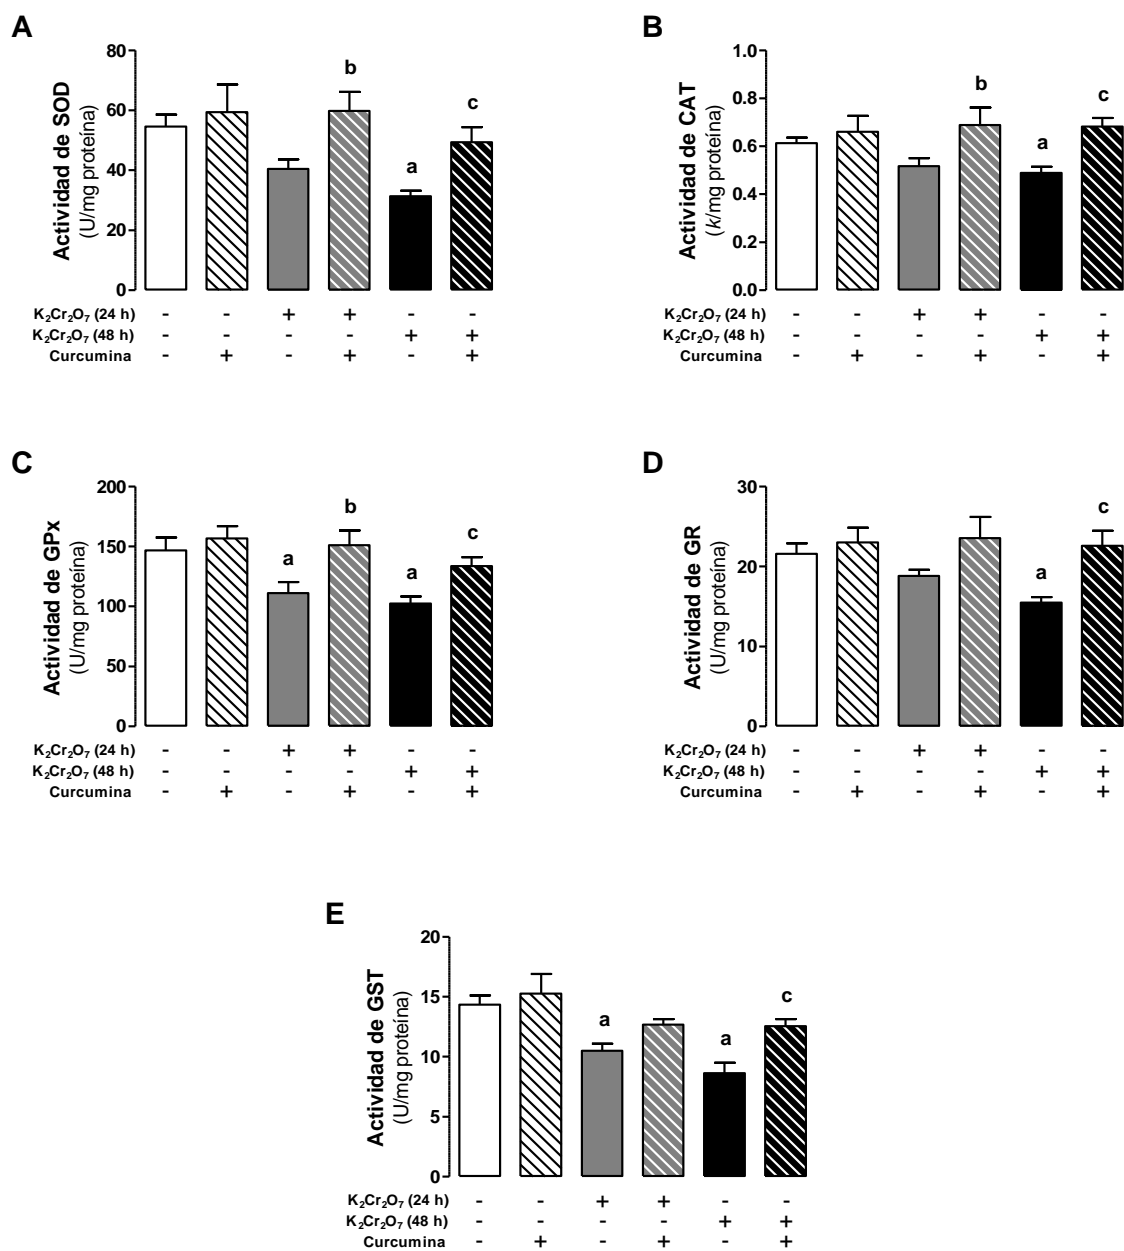 A
Actividad de SOD
(U/mg proteína)
80
60
40
20
0
b
a
c
K₂Cr₂O₇ (24 h) - - + + - -
K₂Cr₂O₇ (48 h) - - - - + +
Curcumina - + - + - +
B
Actividad de CAT
(k/mg proteína)
1.0
0.8
0.6
0.4
0.2
0.0
b
a
c
K₂Cr₂O₇ (24 h) - - + + - -
K₂Cr₂O₇ (48 h) - - - - + +
Curcumina - + - + - +
C
Actividad de GPx
(U/mg proteína)
200
150
100
50
0
a
b
a
c
K₂Cr₂O₇ (24 h) - - + + - -
K₂Cr₂O₇ (48 h) - - - - + +
Curcumina - + - + - +
D
Actividad de GR
(U/mg proteína)
30
20
10
0
a
c
K₂Cr₂O₇ (24 h) - - + + - -
K₂Cr₂O₇ (48 h) - - - - + +
Curcumina - + - + - +
E
Actividad de GST
(U/mg proteína)
20
15
10
5
0
a
a
c
K₂Cr₂O₇ (24 h) - - + + - -
K₂Cr₂O₇ (48 h) - - - - + +
Curcumina - + - + - +